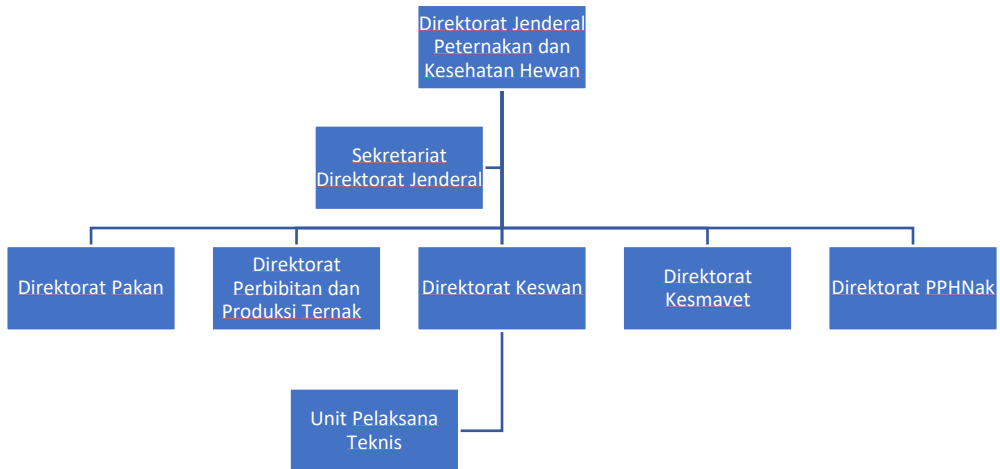 Direktorat Jenderal
Peternakan dan
Kesehatan Hewan
Sekretariat
Direktorat Jenderal
Direktorat Pakan
Direktorat
Perbibitan dan
Produksi Ternak
Direktorat Keswan
Direktorat
Kesmavet
Direktorat PPHNak
Unit Pelaksana
Teknis